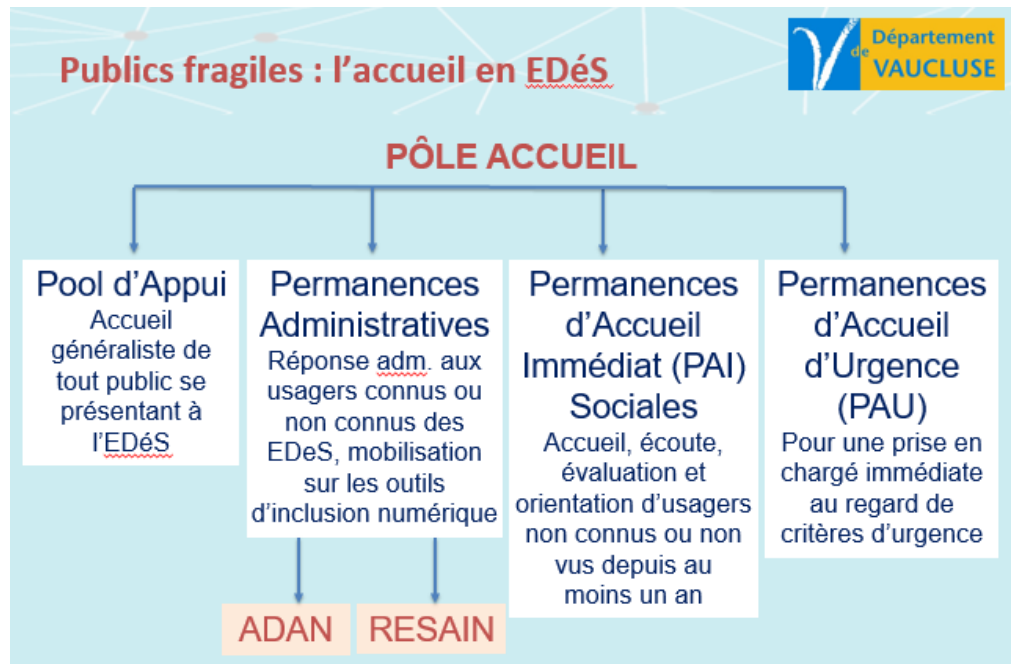 Publics fragiles : l'accueil en EDéS
Département
de
VAUCLUSE
PÔLE ACCUEIL
Pool d'Appui
Accueil
généraliste de
tout public se
présentant à
l'EDéS
Permanences
Administratives
Réponse adm. aux
usagers connus ou
non connus des
EDeS, mobilisation
sur les outils
d'inclusion numérique
Permanences
d'Accueil
Immédiat (PAI)
Sociales
Accueil, écoute,
évaluation et
orientation d'usagers
non connus ou non
vus depuis au
moins un an
Permanences
d'Accueil
d'Urgence
(PAU)
Pour une prise en
chargé immédiate
au regard de
critères d'urgence
ADAN
RESAIN